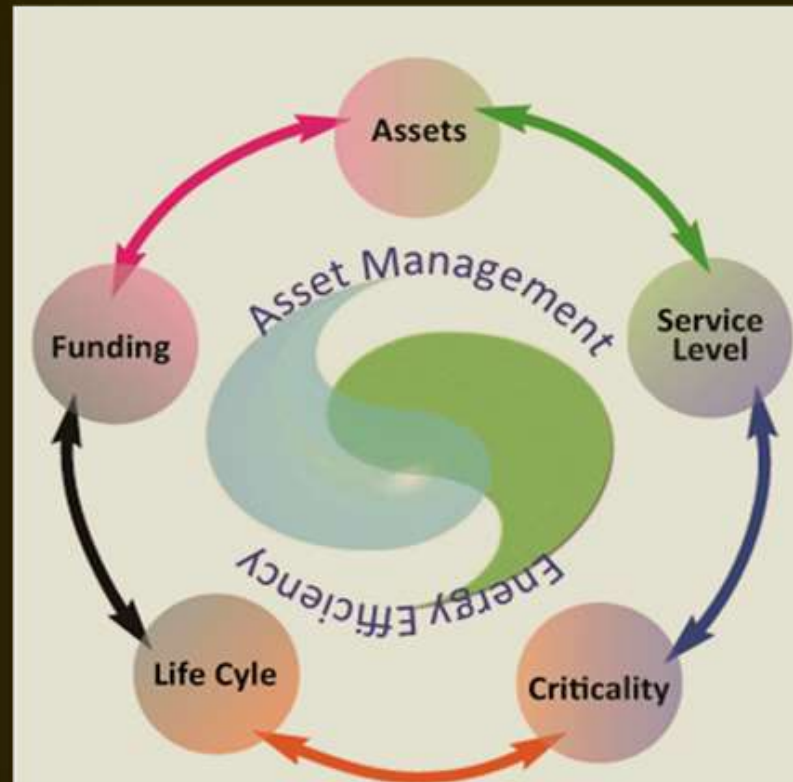 Assets
Asset Management
Service
Level
Funding
Energy Efficiency
Life Cyle
Criticality